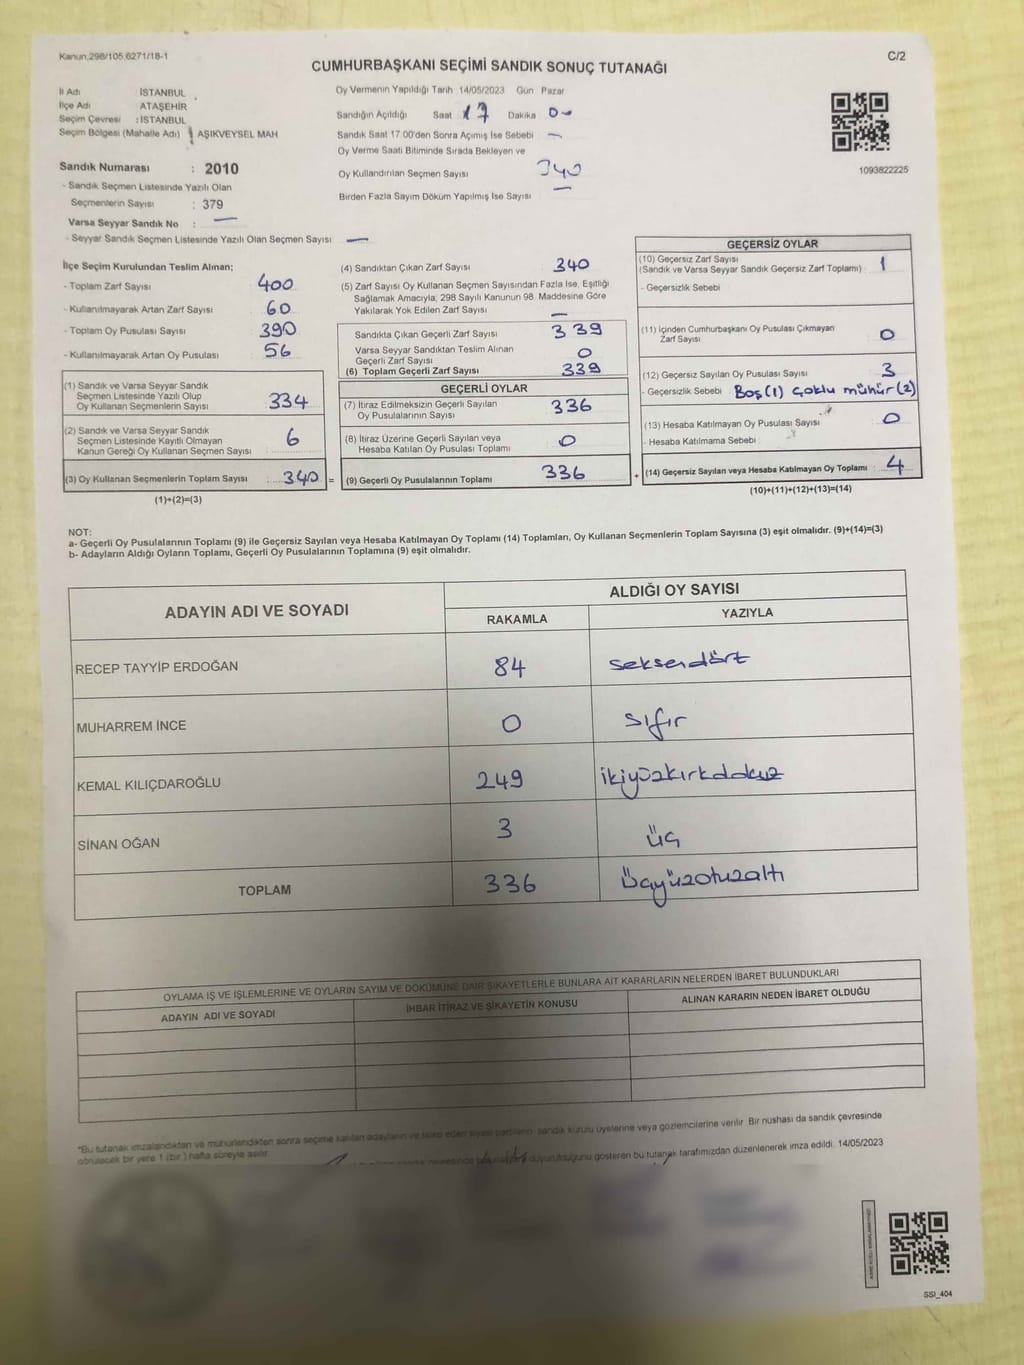 Kanun,298/105,6271/18-1
C/2
CUMHURBAŞKANI SEÇİMİ SANDIK SONUÇ TUTANAĞI
İl Adı : İSTANBUL
İlçe Adı : ATAŞEHİR
Seçim Çevresi : İSTANBUL
Seçim Bölgesi (Mahalle Adı) : AŞIKVEYSEL MAH
Sandık Numarası : 2010
- Sandık Seçmen Listesinde Yazılı Olan
Seçmenlerin Sayısı : 379
Varsa Seyyar Sandık No : —
- Seyyar Sandık Seçmen Listesinde Yazılı Olan Seçmen Sayısı : —
Oy Vermenin Yapıldığı Tarih 14/05/2023 Gün Pazar
Sandığın Açıldığı Saat 17 Dakika 0-
Sandık Saat 17:00'den Sonra Açımış İse Sebebi —
Oy Verme Saati Bitiminde Sırada Bekleyen ve
Oy Kullandırılan Seçmen Sayısı 340
Birden Fazla Sayım Döküm Yapılmış İse Sayısı —
1093822225
İlçe Seçim Kurulundan Teslim Alınan;
- Toplam Zarf Sayısı : 400
- Kullanılmayarak Artan Zarf Sayısı : 60
- Toplam Oy Pusulası Sayısı : 390
- Kullanılmayarak Artan Oy Pusulası : 56
(1) Sandık ve Varsa Seyyar Sandık
Seçmen Listesinde Yazılı Olup
Oy Kullanan Seçmenlerin Sayısı : 334
(2) Sandık ve Varsa Seyyar Sandık
Seçmen Listesinde Kayıtlı Olmayan
Kanun Gereği Oy Kullanan Seçmen Sayısı : 6
(3) Oy Kullanan Seçmenlerin Toplam Sayısı : 340
(1)+(2)=(3)
(4) Sandıktan Çıkan Zarf Sayısı 340
(5) Zarf Sayısı Oy Kullanan Seçmen Sayısından Fazla İse, Eşitliği
Sağlamak Amacıyla; 298 Sayılı Kanunun 98. Maddesine Göre
Yakılarak Yok Edilen Zarf Sayısı —
Sandıkta Çıkan Geçerli Zarf Sayısı : 339
Varsa Seyyar Sandıktan Teslim Alınan
Geçerli Zarf Sayısı : 0
(6) Toplam Geçerli Zarf Sayısı : 339
GEÇERLİ OYLAR
(7) İtiraz Edilmeksizin Geçerli Sayılan
Oy Pusulalarının Sayısı : 336
(8) İtiraz Üzerine Geçerli Sayılan veya
Hesaba Katılan Oy Pusulası Toplamı : 0
= (9) Geçerli Oy Pusulalarının Toplamı : 336
GEÇERSİZ OYLAR
(10) Geçersiz Zarf Sayısı
(Sandık ve Varsa Seyyar Sandık Geçersiz Zarf Toplamı) : 1
- Geçersizlik Sebebi
(11) İçinden Cumhurbaşkanı Oy Pusulası Çıkmayan
Zarf Sayısı : 0
(12) Geçersiz Sayılan Oy Pusulası Sayısı : 3
- Geçersizlik Sebebi Boş(1) Çoklu mühür(2)
(13) Hesaba Katılmayan Oy Pusulası Sayısı : 0
- Hesaba Katılmama Sebebi :
+ (14) Geçersiz Sayılan veya Hesaba Katılmayan Oy Toplamı : 4
(10)+(11)+(12)+(13)=(14)
NOT:
a- Geçerli Oy Pusulalarının Toplamı (9) ile Geçersiz Sayılan veya Hesaba Katılmayan Oy Toplamı (14) Toplamları, Oy Kullanan Seçmenlerin Toplam Sayısına (3) eşit olmalıdır. (9)+(14)=(3)
b- Adayların Aldığı Oyların Toplamı, Geçerli Oy Pusulalarının Toplamına (9) eşit olmalıdır.
ADAYIN ADI VE SOYADI
ALDIĞI OY SAYISI
RAKAMLA YAZIYLA
RECEP TAYYİP ERDOĞAN 84 seksendört
MUHARREM İNCE 0 sıfır
KEMAL KILIÇDAROĞLU 249 ikiyüzkırkdokuz
SİNAN OĞAN 3 üç
TOPLAM 336 üçyüzotuzaltı
OYLAMA İŞ VE İŞLEMLERİNE VE OYLARIN SAYIM VE DÖKÜMÜNE DAİR ŞİKAYETLERLE BUNLARA AİT KARARLARIN NELERDEN İBARET BULUNDUKLARI
ADAYIN ADI VE SOYADI İHBAR İTİRAZ VE ŞİKAYETİN KONUSU ALINAN KARARIN NEDEN İBARET OLDUĞU
*Bu tutanak imzalandıktan ve mühürlendikten sonra seçime katılan adayların ve talep eden siyasi partilerin sandık kurulu üyelerine veya gözlemcilerine verilir. Bir nüshası da sandık çevresinde
görülecek bir yere 1 (bir) hafta süreyle asılır.
duyurulduğunu gösteren bu tutanak tarafımızdan düzenlenerek imza edildi. 14/05/2023
SSI_404